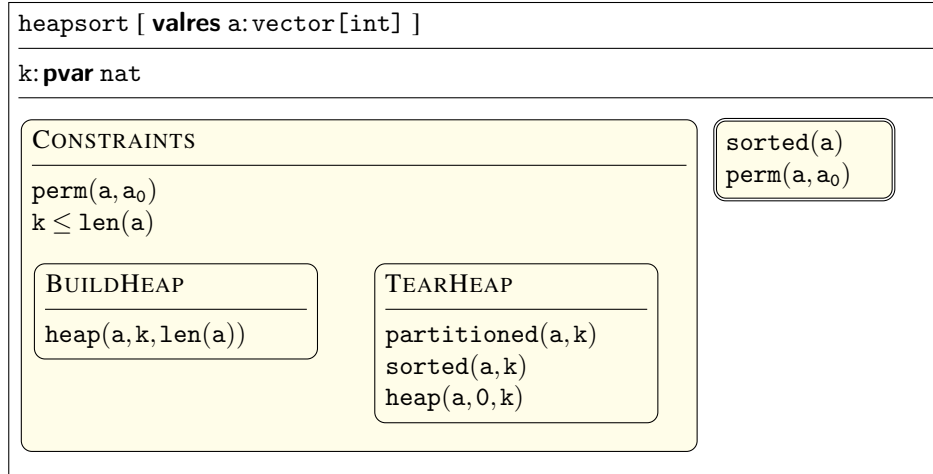 heapsort [ valres a: vector[int] ]
k: pvar nat
CONSTRAINTS
perm(a, a₀)
k ≤ len(a)
BUILDHEAP
heap(a, k, len(a))
TEARHEAP
partitioned(a, k)
sorted(a, k)
heap(a, 0, k)
sorted(a)
perm(a, a₀)